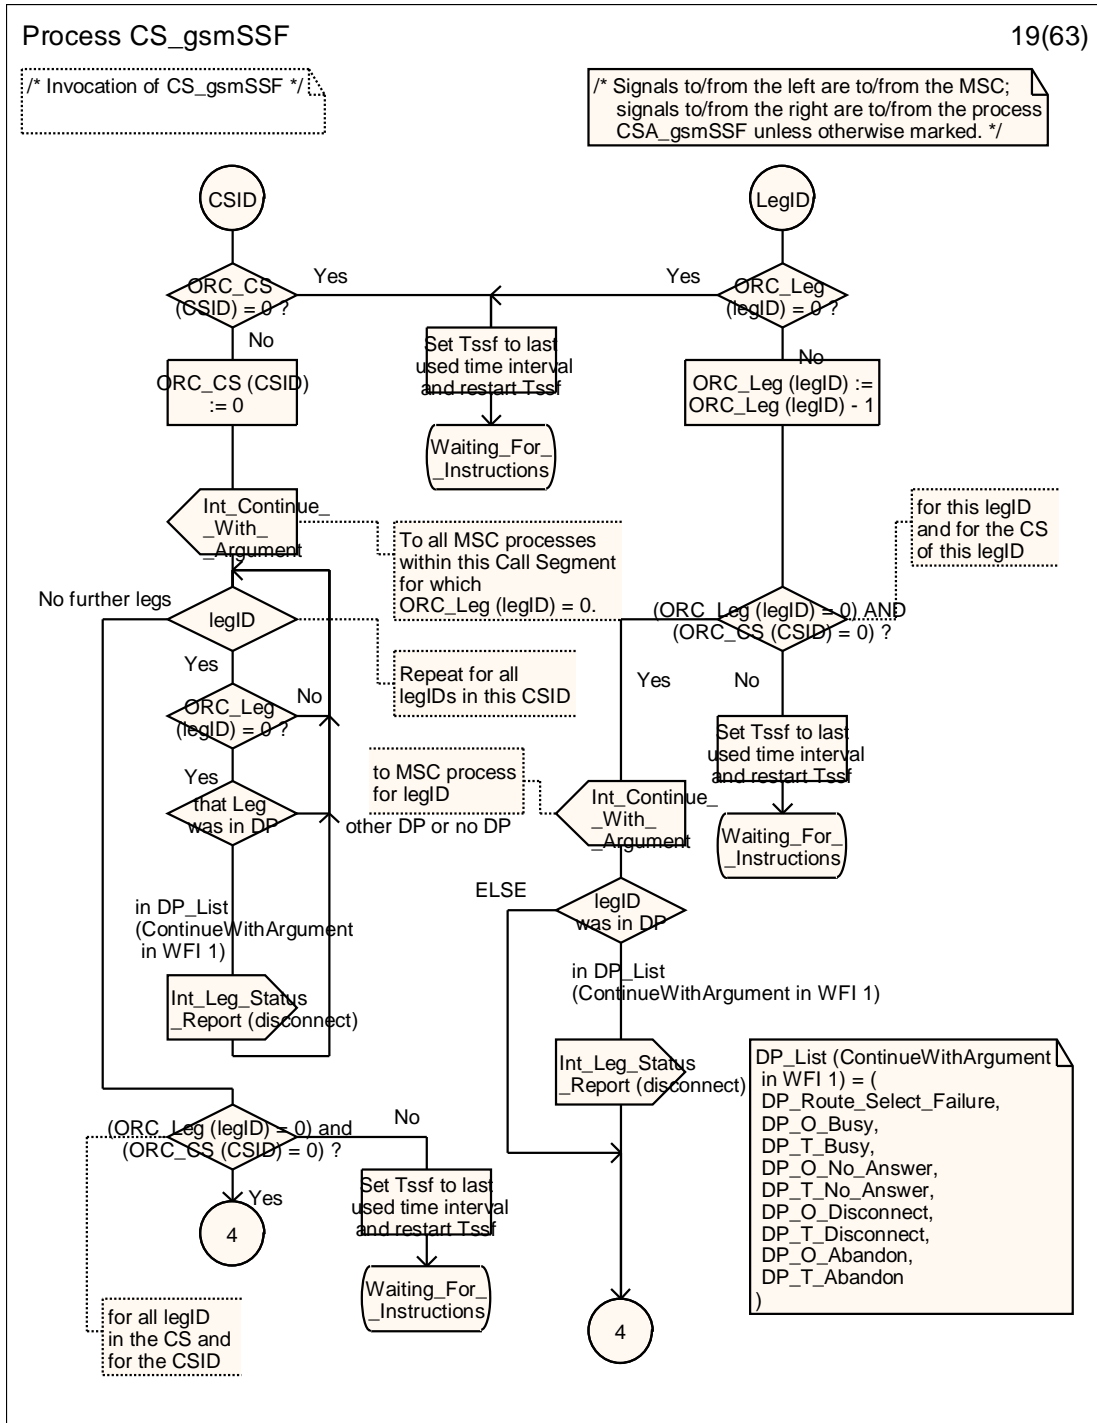 Process CS_gsmSSF
19(63)
/* Invocation of CS_gsmSSF */
/* Signals to/from the left are to/from the MSC;
signals to/from the right are to/from the process
CSA_gsmSSF unless otherwise marked. */
CSID
LegID
ORC_CS
(CSID) = 0 ?
Yes
Yes
ORC_Leg
(legID) = 0 ?
No
Set Tssf to last
used time interval
and restart Tssf
No
ORC_CS (CSID)
:= 0
ORC_Leg (legID) :=
ORC_Leg (legID) - 1
Waiting_For_
_Instructions
Int_Continue_
_With_
_Argument
To all MSC processes
within this Call Segment
for which
ORC_Leg (legID) = 0.
for this legID
and for the CS
of this legID
No further legs
legID
(ORC_Leg (legID) = 0) AND
(ORC_CS (CSID) = 0) ?
Yes
Repeat for all
legIDs in this CSID
Yes
No
ORC_Leg
(legID) = 0 ?
No
Set Tssf to last
used time interval
and restart Tssf
Yes
to MSC process
for legID
Int_Continue_
_With_
_Argument
that Leg
was in DP
other DP or no DP
Waiting_For_
_Instructions
ELSE
legID
was in DP
in DP_List
(ContinueWithArgument
in WFI 1)
in DP_List
(ContinueWithArgument in WFI 1)
Int_Leg_Status
_Report (disconnect)
Int_Leg_Status
_Report (disconnect)
DP_List (ContinueWithArgument
in WFI 1) = (
DP_Route_Select_Failure,
DP_O_Busy,
DP_T_Busy,
DP_O_No_Answer,
DP_T_No_Answer,
DP_O_Disconnect,
DP_T_Disconnect,
DP_O_Abandon,
DP_T_Abandon
)
(ORC_Leg (legID) = 0) and
(ORC_CS (CSID) = 0) ?
No
Yes
Set Tssf to last
used time interval
and restart Tssf
4
Waiting_For_
_Instructions
for all legID
in the CS and
for the CSID
4